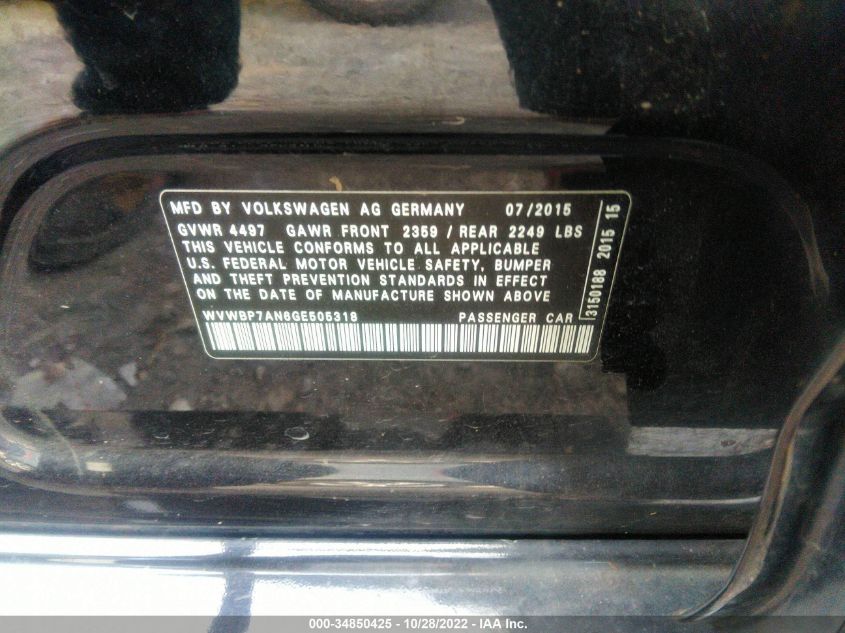 MFD BY VOLKSWAGEN AG GERMANY 07/2015
GVWR 4497 GAWR FRONT 2359 / REAR 2249 LBS
THIS VEHICLE CONFORMS TO ALL APPLICABLE
U.S. FEDERAL MOTOR VEHICLE SAFETY, BUMPER
AND THEFT PREVENTION STANDARDS IN EFFECT
ON THE DATE OF MANUFACTURE SHOWN ABOVE
WVWBP7AN6GE505318 PASSENGER CAR
3150188 2015 15
000-34850425 - 10/28/2022 - IAA Inc.